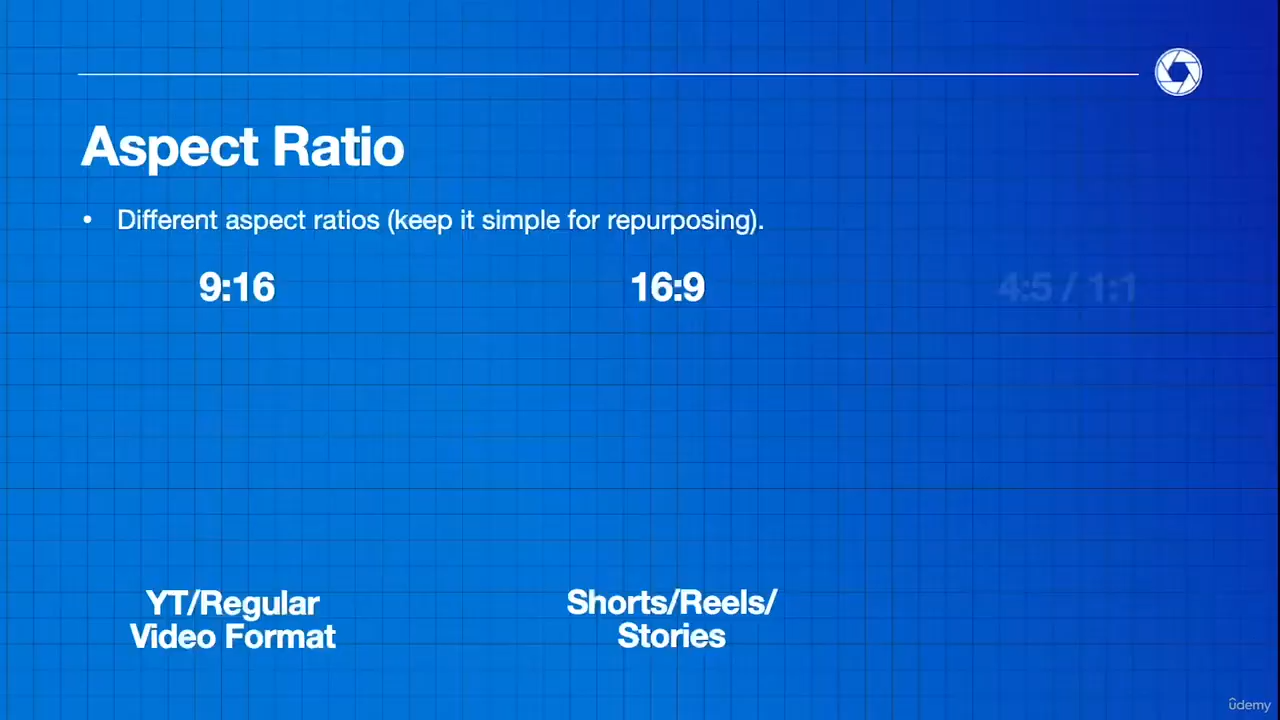 Aspect Ratio
• Different aspect ratios (keep it simple for repurposing).
9:16
16:9
4:5 / 1:1
YT/Regular
Video Format
Shorts/Reels/
Stories
ûdemy